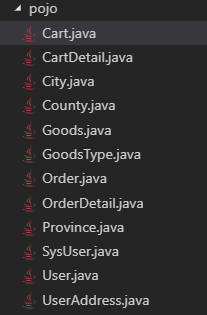 pojo
Cart.java
CartDetail.java
City.java
County.java
Goods.java
GoodsType.java
Order.java
OrderDetail.java
Province.java
SysUser.java
User.java
UserAddress.java